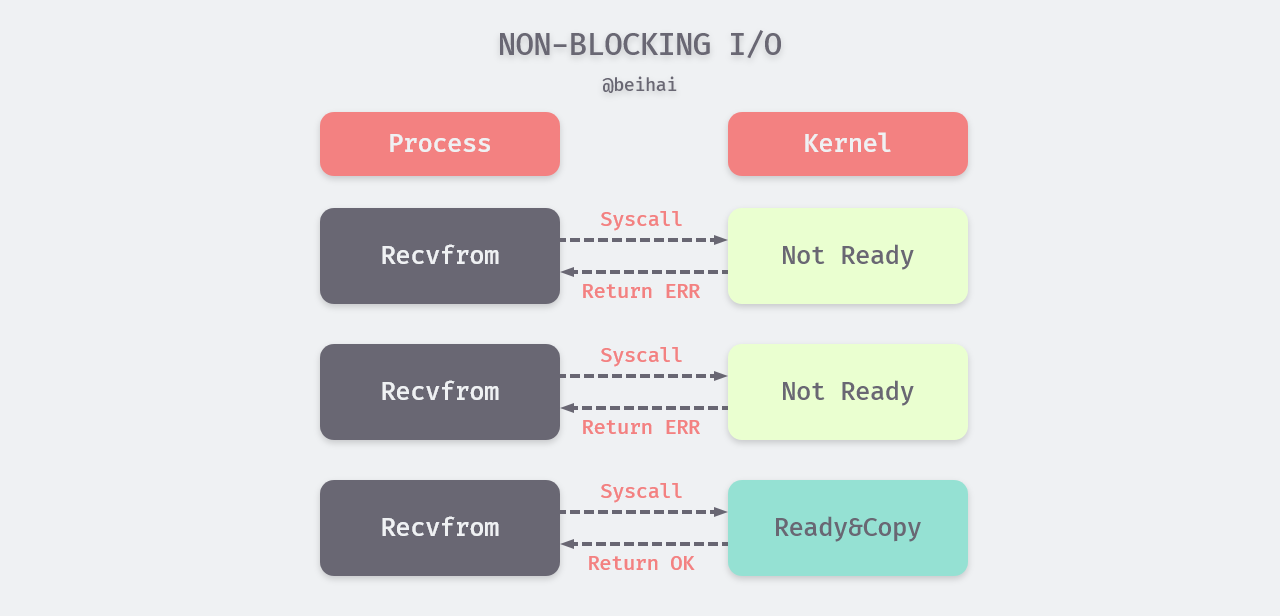 NON-BLOCKING I/O
@beihai
Process
Kernel
Recvfrom
Syscall
Return ERR
Not Ready
Recvfrom
Syscall
Return ERR
Not Ready
Recvfrom
Syscall
Return OK
Ready&Copy